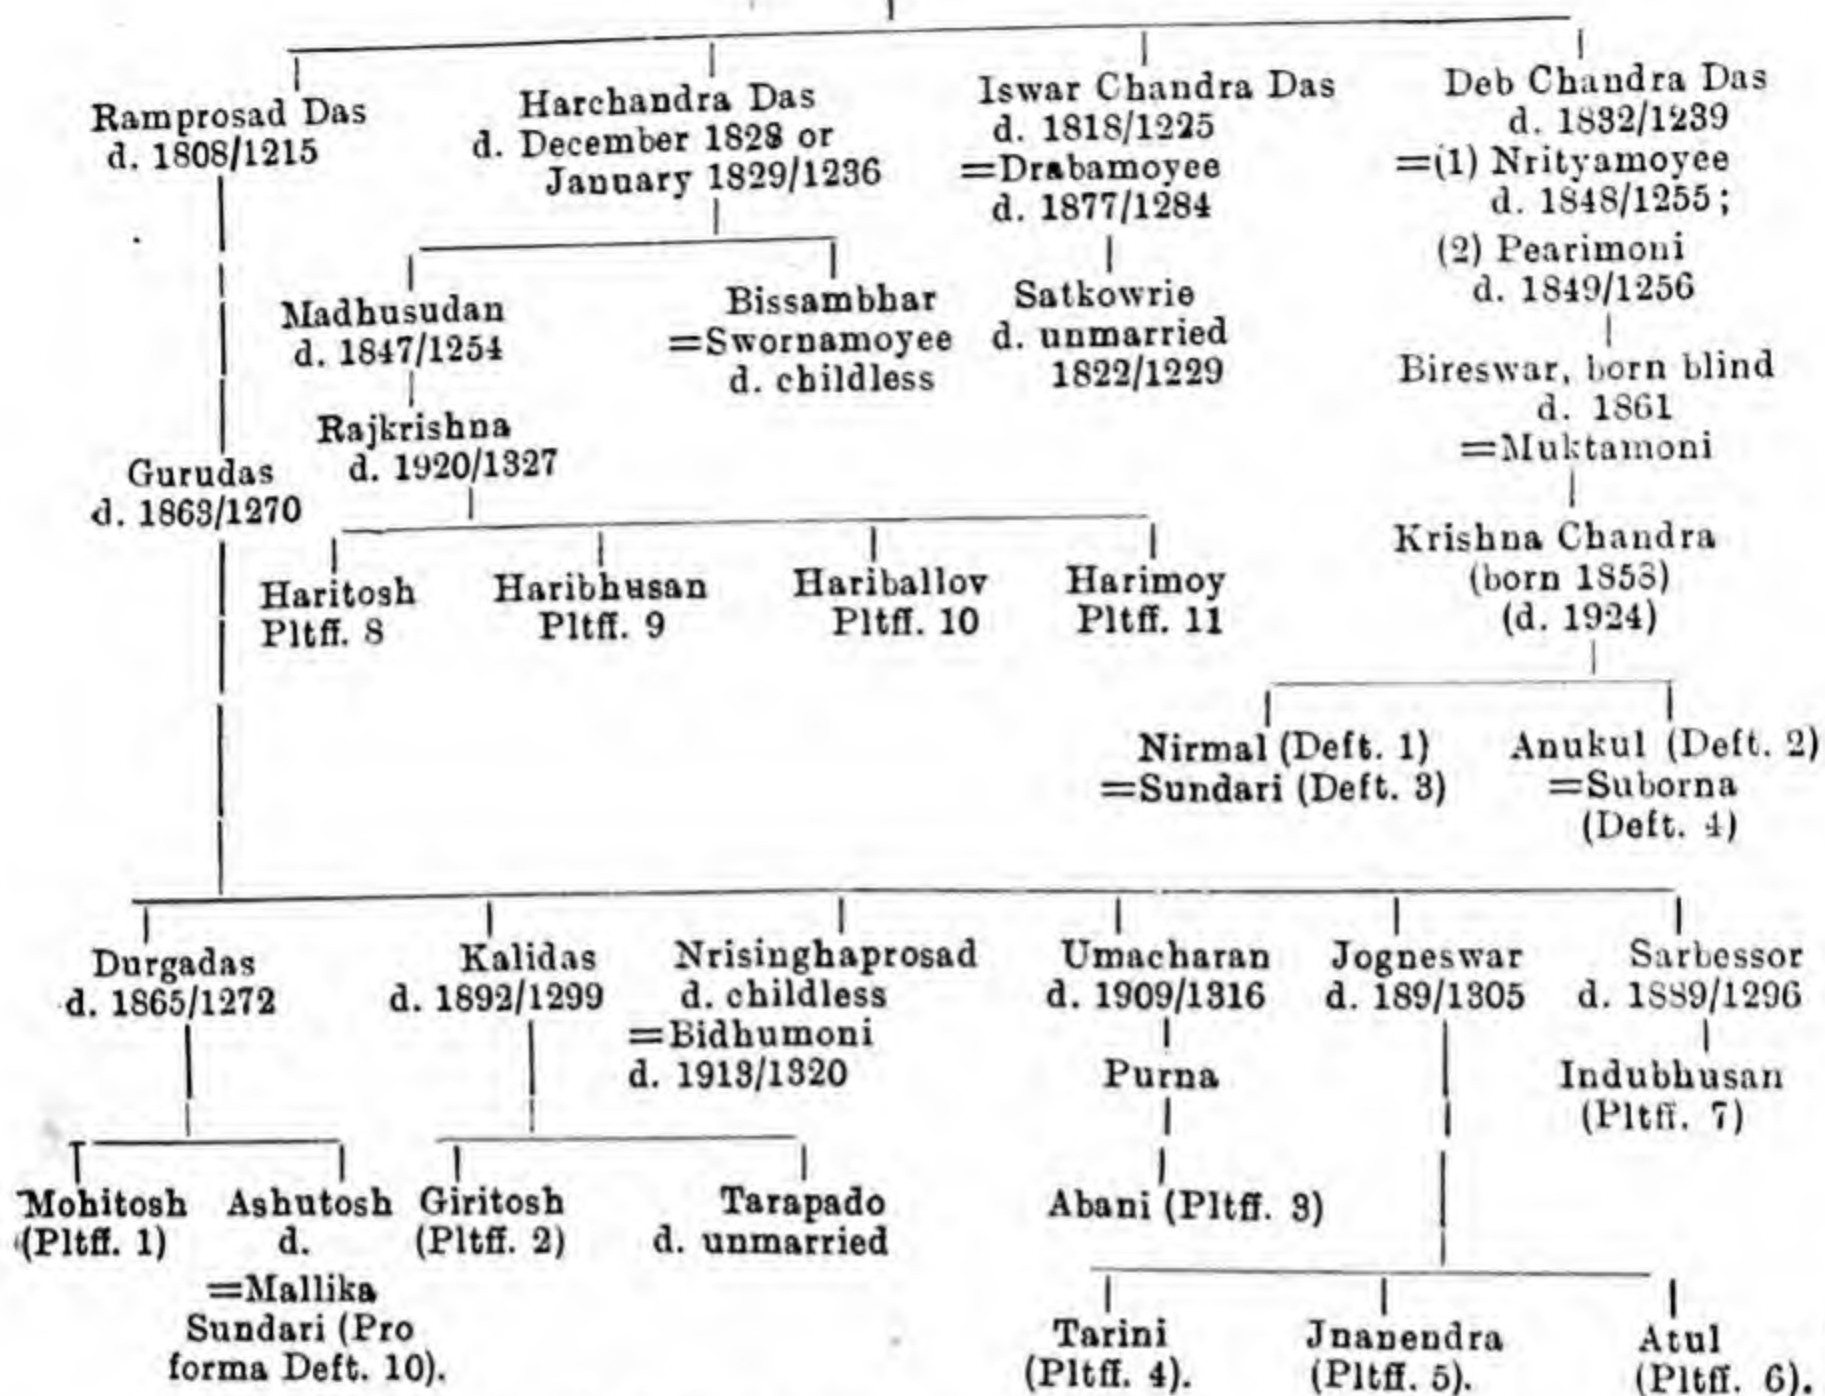 Ramprosad Das
d. 1808/1215
Harchandra Das
d. December 1828 or
January 1829/1236
Iswar Chandra Das
d. 1818/1225
=Drabamoyee
d. 1877/1284
Deb Chandra Das
d. 1832/1239
=(1) Nrityamoyee
d. 1848/1255;
(2) Pearimoni
d. 1849/1256
Madhusudan
d. 1847/1254
Bissambhar
=Swornamoyee
d. childless
Satkowrie
d. unmarried
1822/1229
Bireswar, born blind
d. 1861
=Muktamoni
Rajkrishna
d. 1920/1327
Gurudas
d. 1863/1270
Krishna Chandra
(born 1853)
(d. 1924)
Haritosh
Pltff. 8
Haribhusan
Pltff. 9
Hariballov
Pltff. 10
Harimoy
Pltff. 11
Nirmal (Deft. 1)
=Sundari (Deft. 3)
Anukul (Deft. 2)
=Suborna
(Deft. 4)
Durgadas
d. 1865/1272
Kalidas
d. 1892/1299
Nrisinghaprosad
d. childless
=Bidhumoni
d. 1913/1320
Umacharan
d. 1909/1316
Jogneswar
d. 189/1305
Sarbessor
d. 1889/1296
Purna
Indubhusan
(Pltff. 7)
Mohitosh
(Pltff. 1)
Ashutosh
d.
=Mallika
Sundari (Pro
forma Deft. 10).
Giritosh
(Pltff. 2)
Tarapado
d. unmarried
Abani (Pltff. 3)
Tarini
(Pltff. 4).
Jnanendra
(Pltff. 5).
Atul
(Pltff. 6).